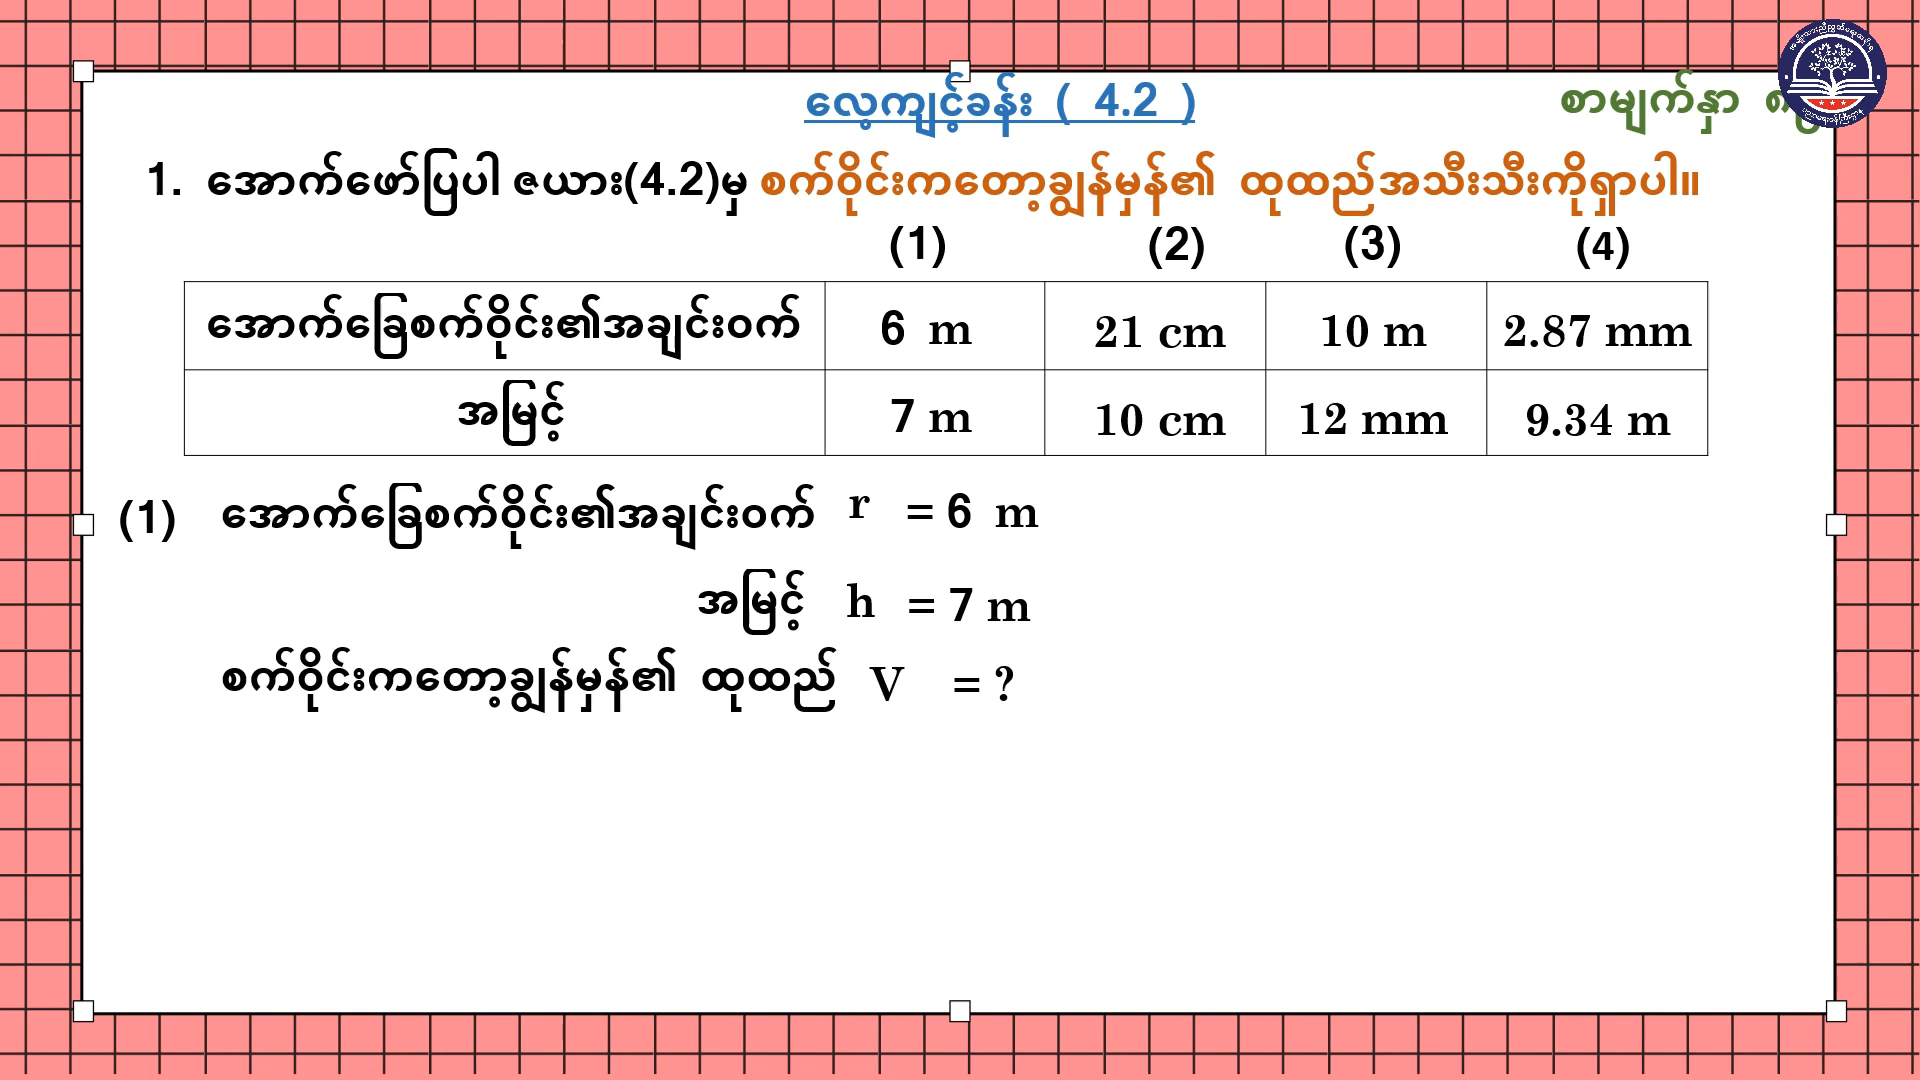 လေ့ကျင့်ခန်း ( 4.2 )
စာမျက်နှာ
1. အောက်ဖော်ပြပါ ဇယား(4.2)မှ စက်ဝိုင်းကတော့ချွန်မှန်၏ ထုထည်အသီးသီးကိုရှာပါ။
(1) (2) (3) (4)
အောက်ခြေစက်ဝိုင်း၏အချင်းဝက် 6 m 21 cm 10 m 2.87 mm
အမြင့် 7 m 10 cm 12 mm 9.34 m
(1) အောက်ခြေစက်ဝိုင်း၏အချင်းဝက် r = 6 m
အမြင့် h = 7 m
စက်ဝိုင်းကတော့ချွန်မှန်၏ ထုထည် V = ?